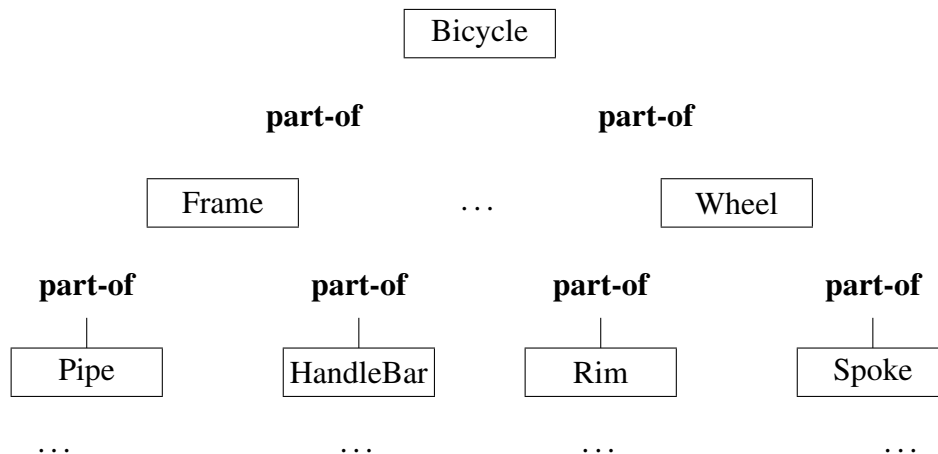 Bicycle
part-of part-of
Frame ... Wheel
part-of part-of part-of part-of
Pipe HandleBar Rim Spoke
... ... ... ...